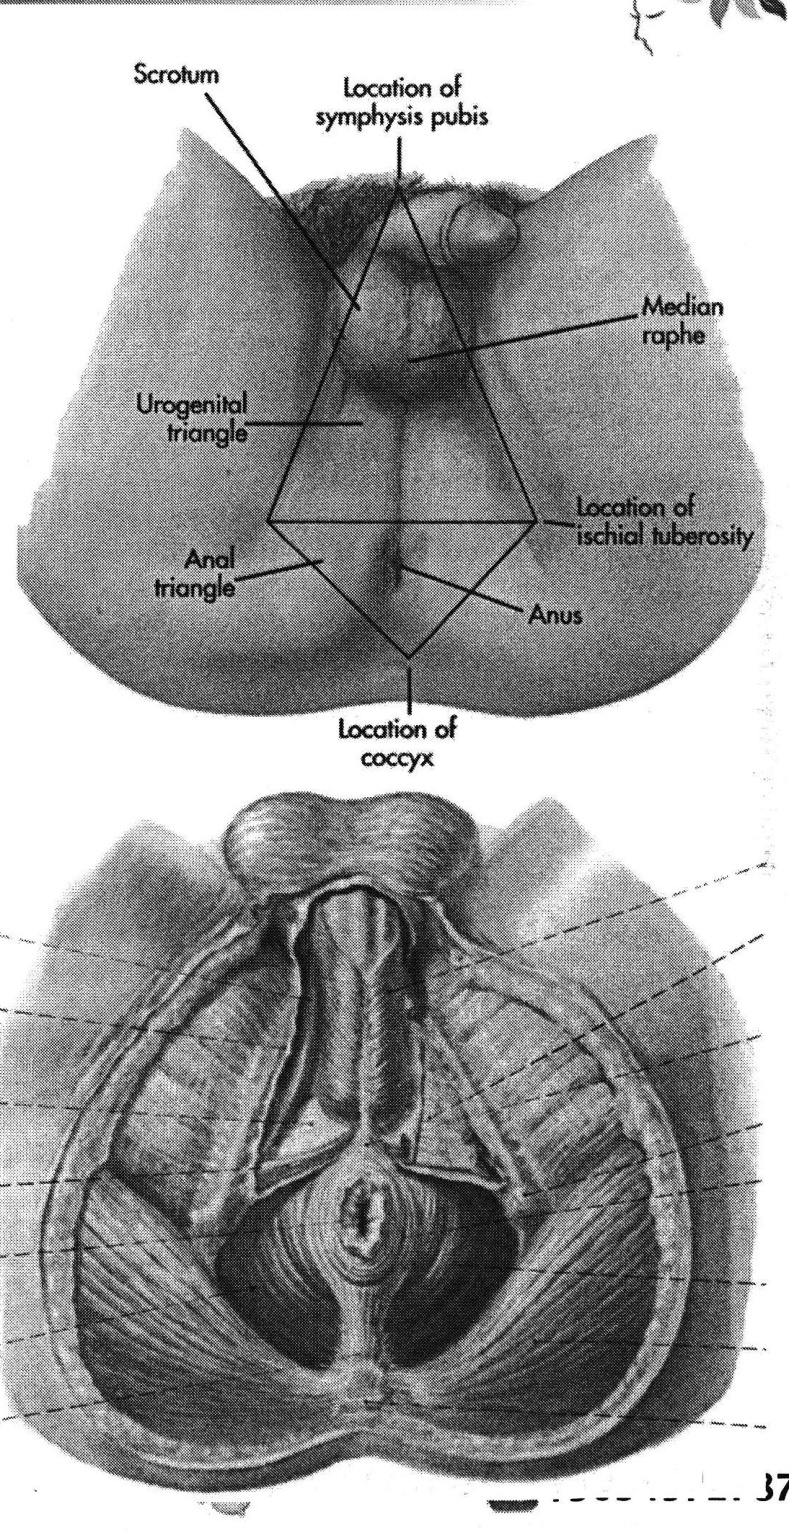 Scrotum
Location of
symphysis pubis
Median
raphe
Urogenital
triangle
Location of
ischial tuberosity
Anal
triangle
Anus
Location of
coccyx
37